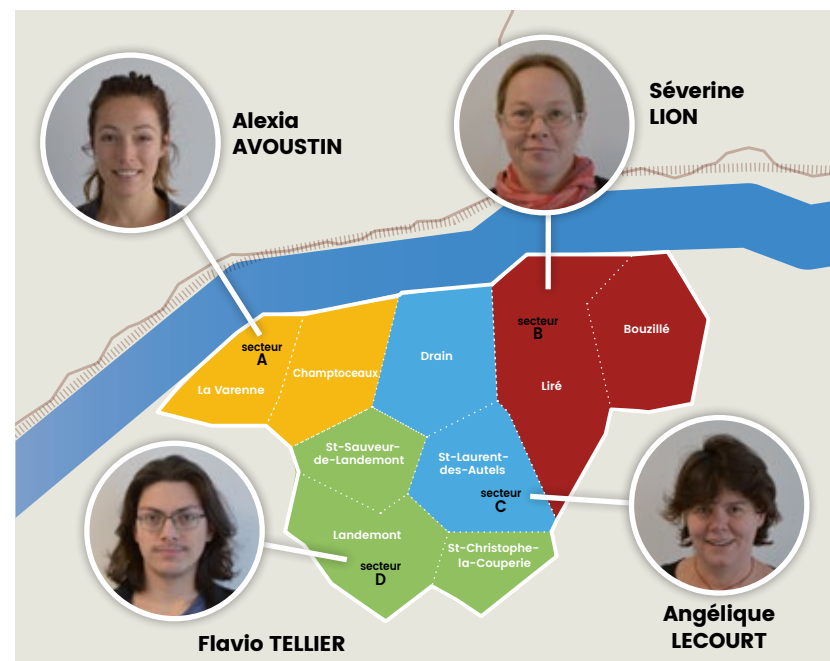 Alexia
AVOUSTIN
Séverine
LION
secteur
A
La Varenne
Champtoceaux
Drain
secteur
B
Liré
Bouzillé
St-Sauveur-
de-Landemont
St-Laurent-
des-Autels
secteur
C
Landemont
secteur
D
St-Christophe-
la-Couperie
Flavio TELLIER
Angélique
LECOURT